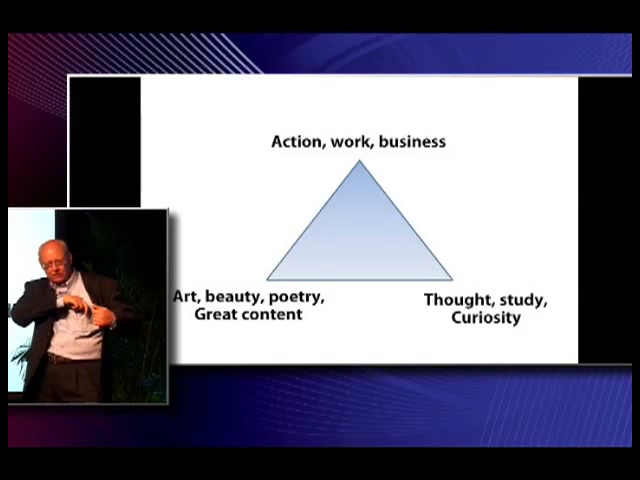 Action, work, business
Art, beauty, poetry,
Great content
Thought, study,
Curiosity